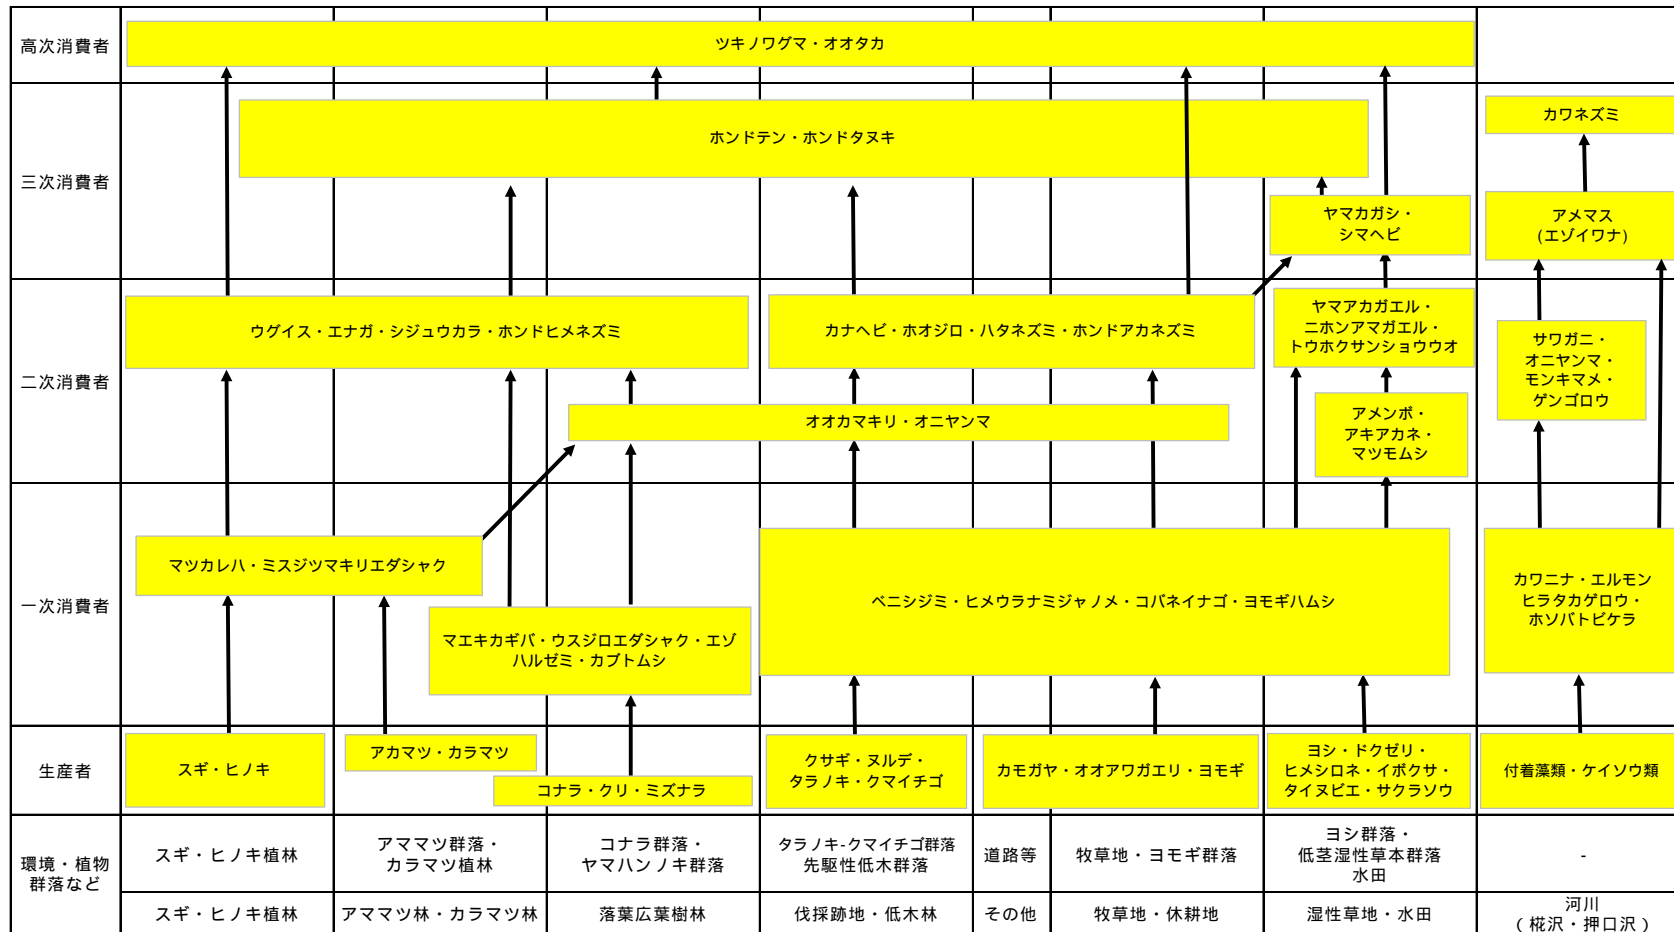 高次消費者
ツキノワグマ・オオタカ
三次消費者
ホンドテン・ホンドタヌキ
カワネズミ
ヤマカガシ・
シマヘビ
アメマス
(エゾイワナ)
二次消費者
ウグイス・エナガ・シジュウカラ・ホンドヒメネズミ
カナヘビ・ホオジロ・ハタネズミ・ホンドアカネズミ
ヤマアカガエル・
ニホンアマガエル・
トウホクサンショウウオ
サワガニ・
オニヤンマ・
モンキマメ・
ゲンゴロウ
オオカマキリ・オニヤンマ
アメンボ・
アキアカネ・
マツモムシ
一次消費者
マツカレハ・ミスジツマキリエダシャク
マエキカギバ・ウスジロエダシャク・エゾ
ハルゼミ・カブトムシ
ベニシジミ・ヒメウラナミジャノメ・コバネイナゴ・ヨモギハムシ
カワニナ・エルモン
ヒラタカゲロウ・
ホソバトビケラ
生産者
スギ・ヒノキ
アカマツ・カラマツ
コナラ・クリ・ミズナラ
クサギ・ヌルデ・
タラノキ・クマイチゴ
カモガヤ・オオアワガエリ・ヨモギ
ヨシ・ドクゼリ・
ヒメシロネ・イボクサ・
タイヌビエ・サクラソウ
付着藻類・ケイソウ類
環境・植物
群落など
スギ・ヒノキ植林
アママツ群落・
カラマツ植林
コナラ群落・
ヤマハンノキ群落
タラノキ-クマイチゴ群落
先駆性低木群落
道路等
牧草地・ヨモギ群落
ヨシ群落・
低茎湿性草本群落
水田
-
スギ・ヒノキ植林
アママツ林・カラマツ林
落葉広葉樹林
伐採跡地・低木林
その他
牧草地・休耕地
湿性草地・水田
河川
(椛沢・押口沢)